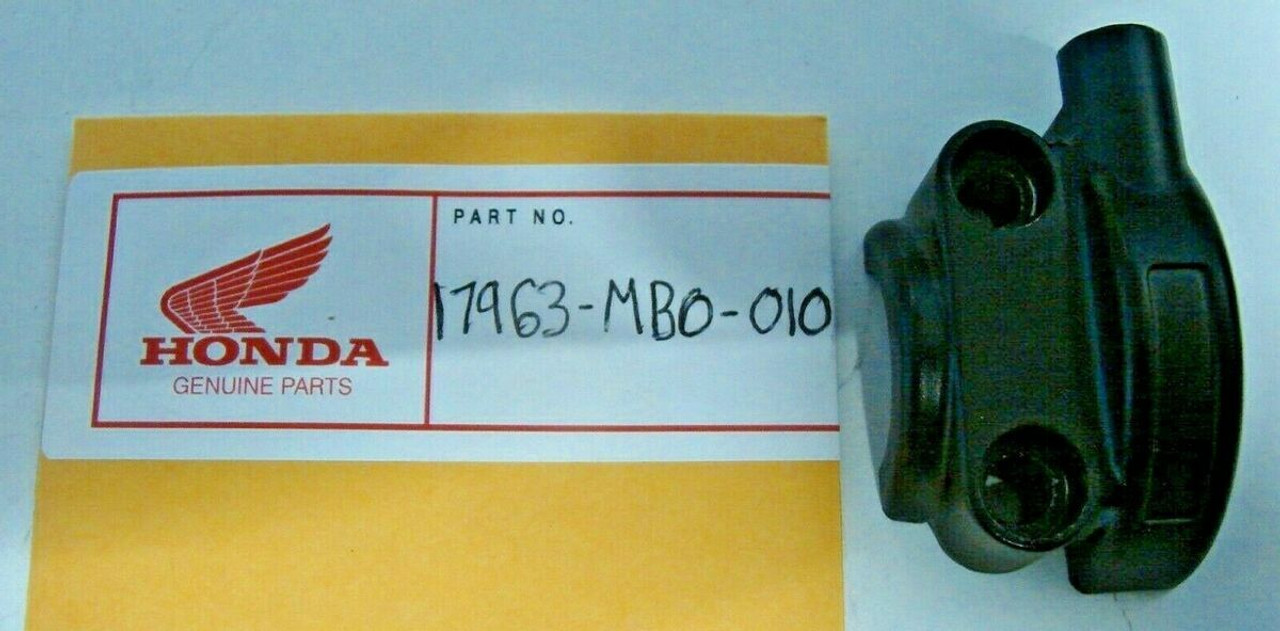 PART NO.
17963-MB0-010
HONDA
GENUINE PARTS